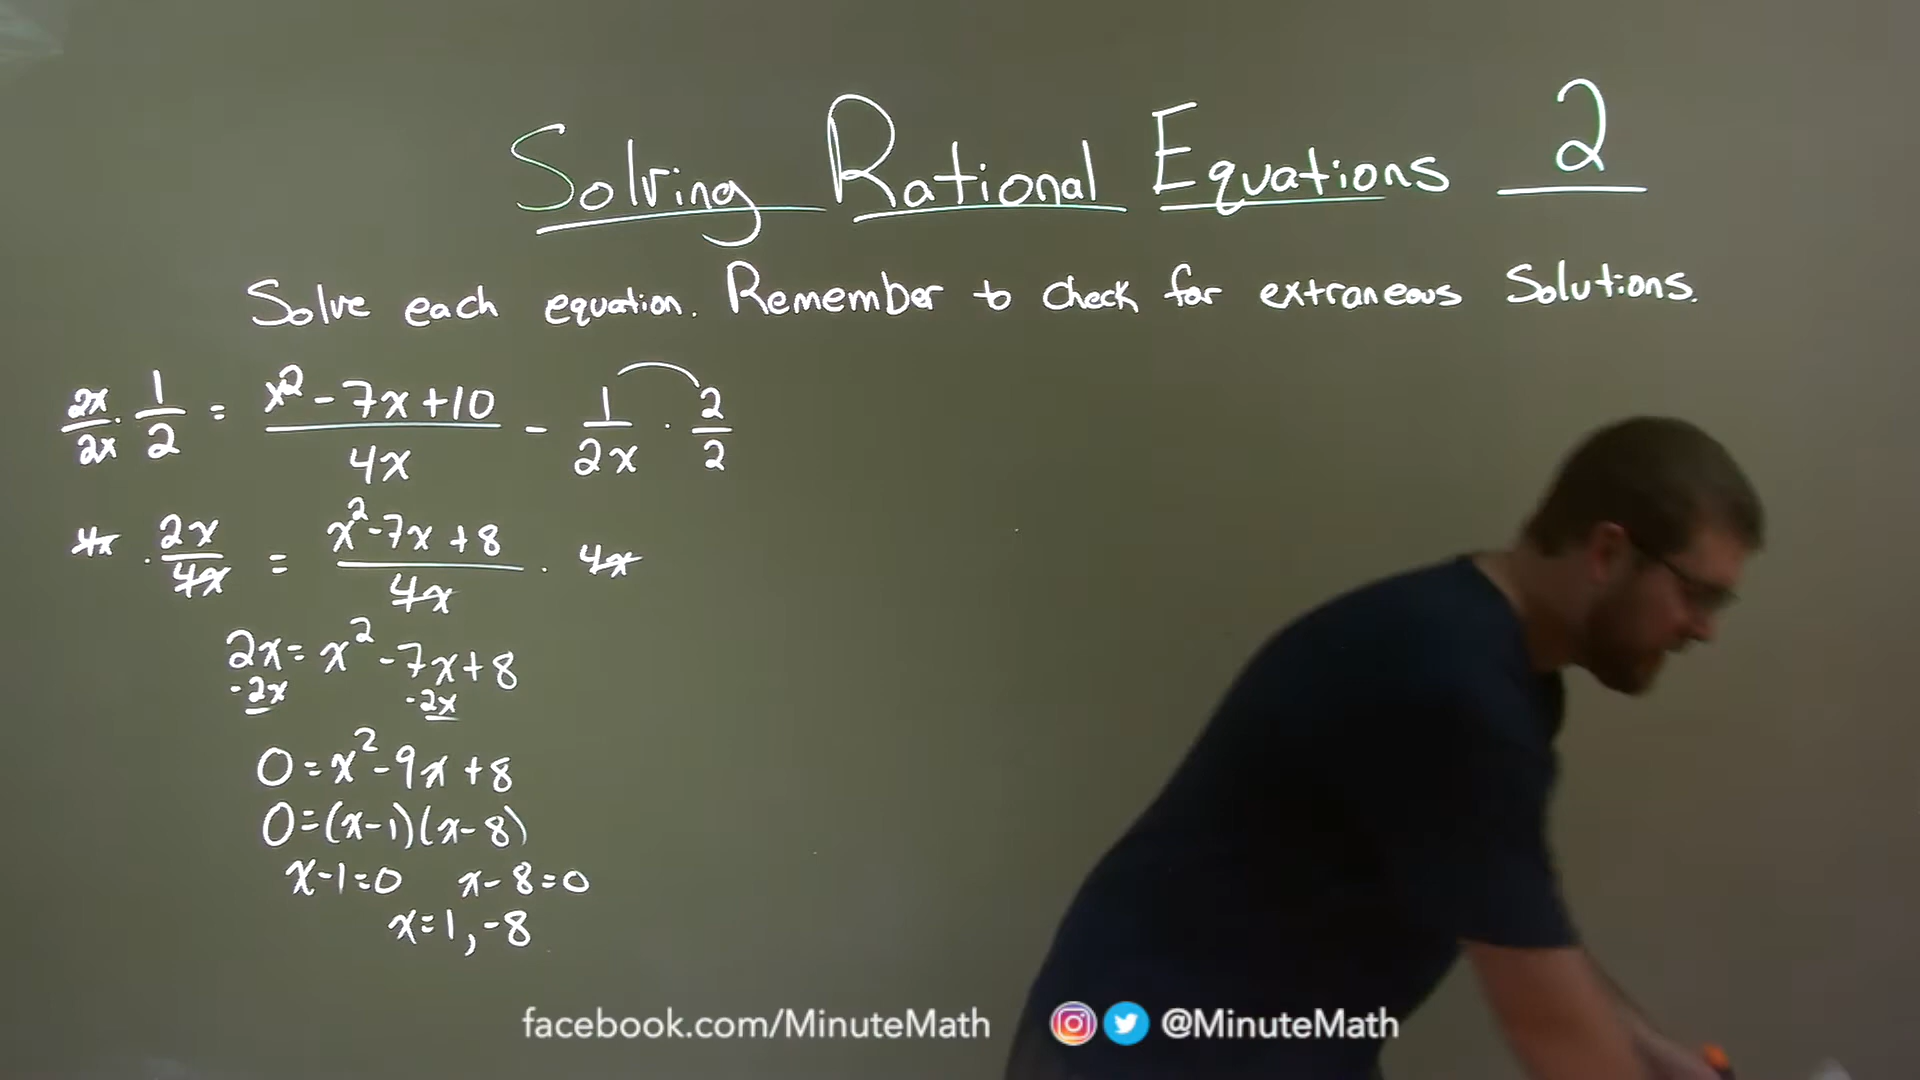 Solving Rational Equations 2
Solve each equation. Remember to check for extraneous Solutions.
2x/2x · 1/2 = x² - 7x + 10 / 4x - 1/2x · 2/2
4x · 2x/4x = x² - 7x + 8 / 4x · 4x
2x = x² - 7x + 8
-2x -2x
0 = x² - 9x + 8
0 = (x - 1)(x - 8)
x - 1 = 0 x - 8 = 0
x = 1, -8
facebook.com/MinuteMath @MinuteMath